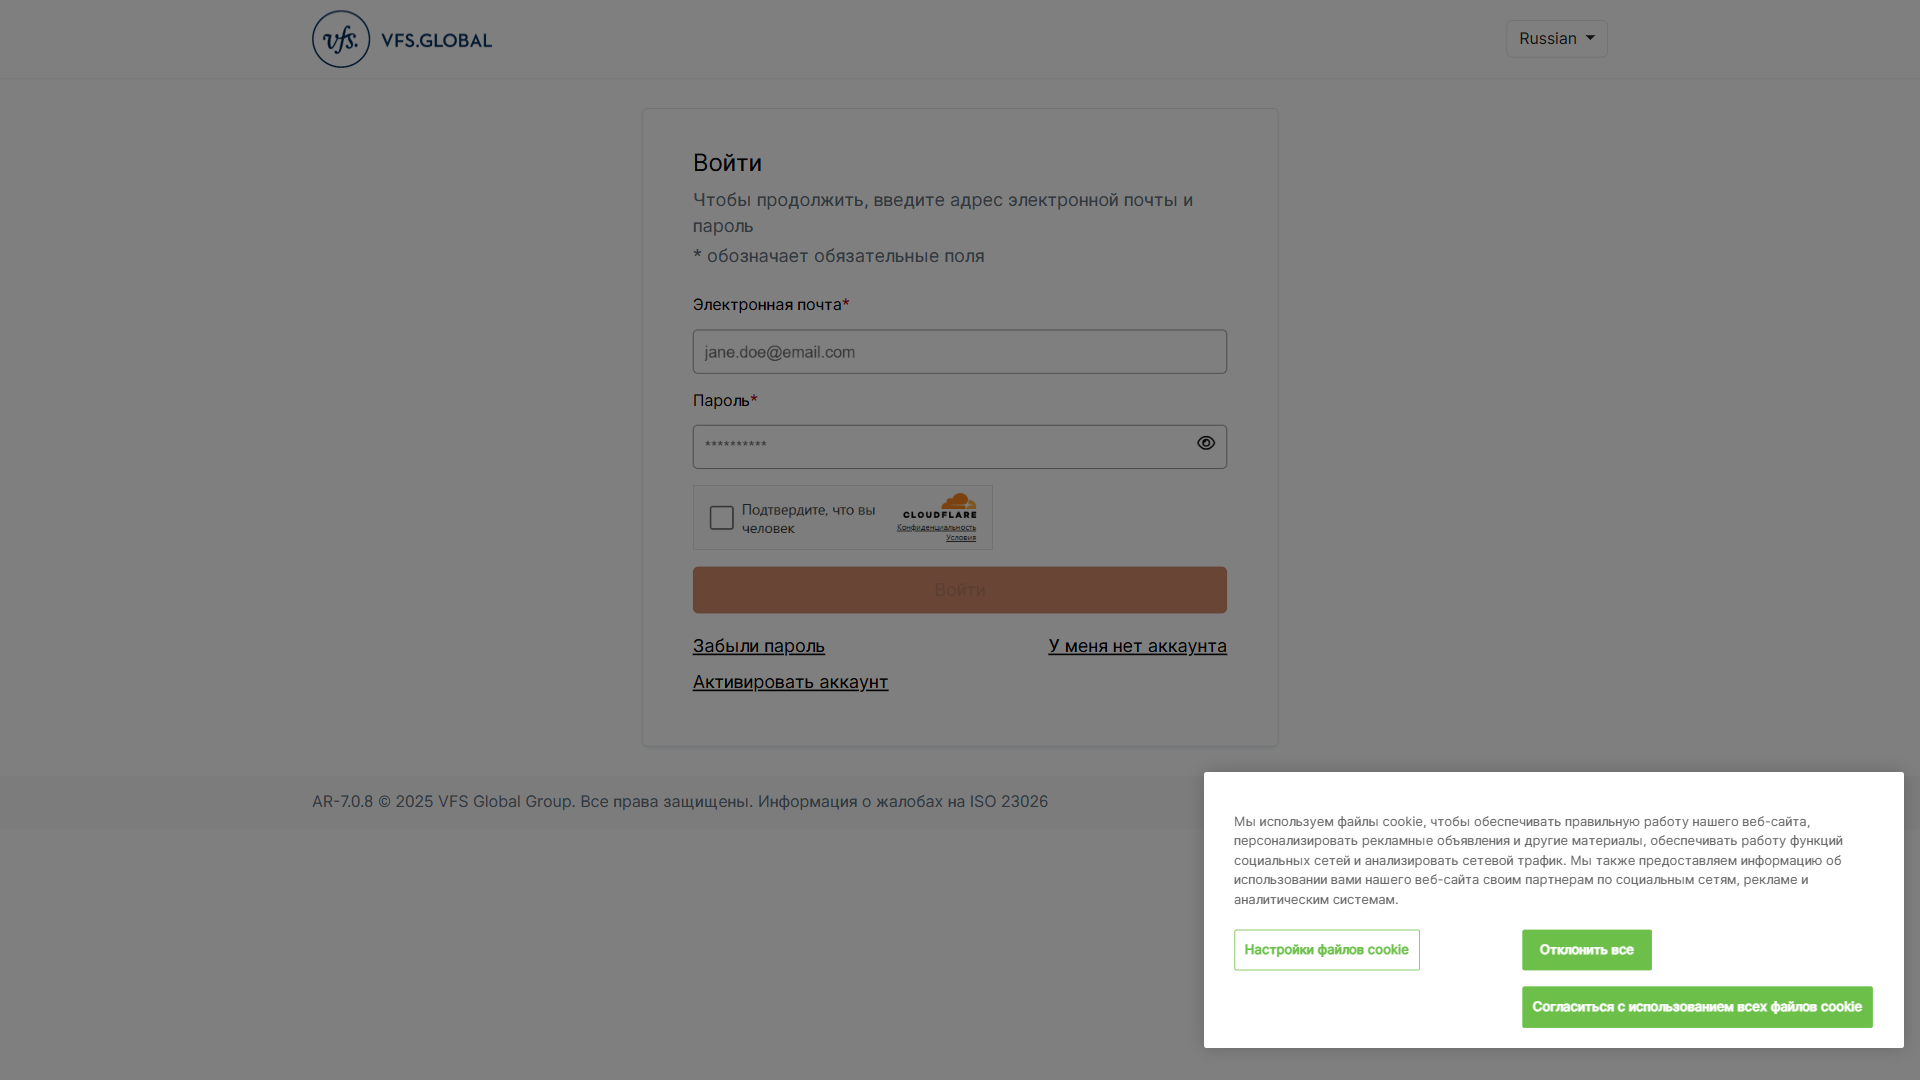 vfs. VFS.GLOBAL
Russian
Войти
Чтобы продолжить, введите адрес электронной почты и
пароль
* обозначает обязательные поля
Электронная почта*
jane.doe@email.com
Пароль*
**********
Подтвердите, что вы
человек
CLOUDFLARE
Конфиденциальность
Условия
Войти
Забыли пароль
У меня нет аккаунта
Активировать аккаунт
AR-7.0.8 © 2025 VFS Global Group. Все права защищены. Информация о жалобах на ISO 23026
Мы используем файлы cookie, чтобы обеспечивать правильную работу нашего веб-сайта,
персонализировать рекламные объявления и другие материалы, обеспечивать работу функций
социальных сетей и анализировать сетевой трафик. Мы также предоставляем информацию об
использовании вами нашего веб-сайта своим партнерам по социальным сетям, рекламе и
аналитическим системам.
Настройки файлов cookie
Отклонить все
Согласиться с использованием всех файлов cookie